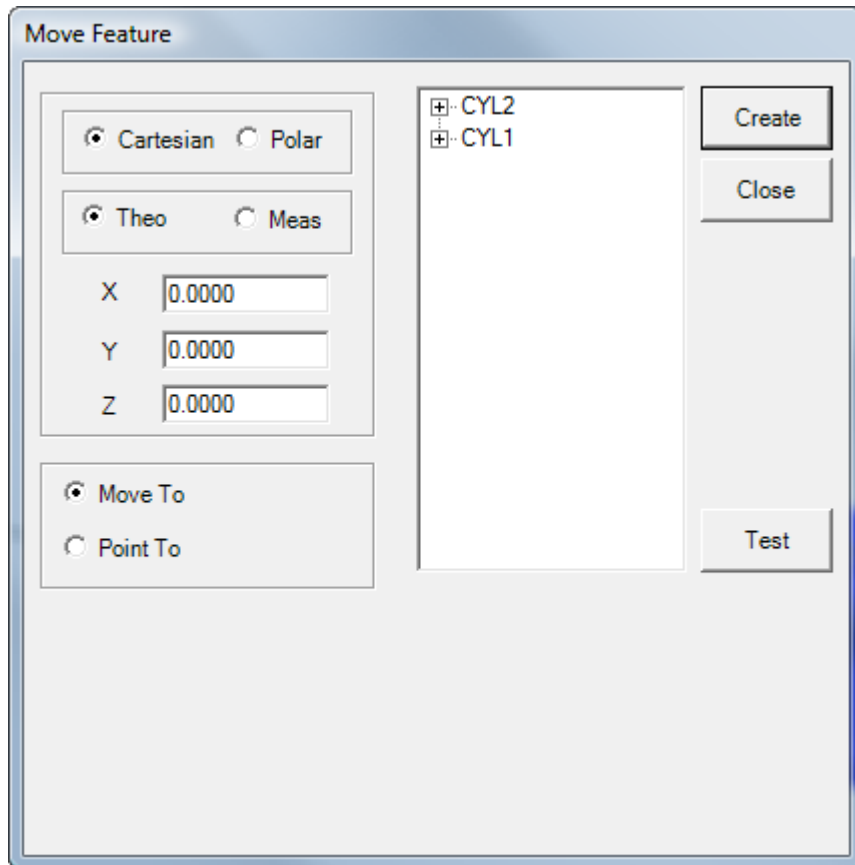 Move Feature
Cartesian Polar
Theo Meas
X 0.0000
Y 0.0000
Z 0.0000
Move To
Point To
CYL2
CYL1
Create
Close
Test